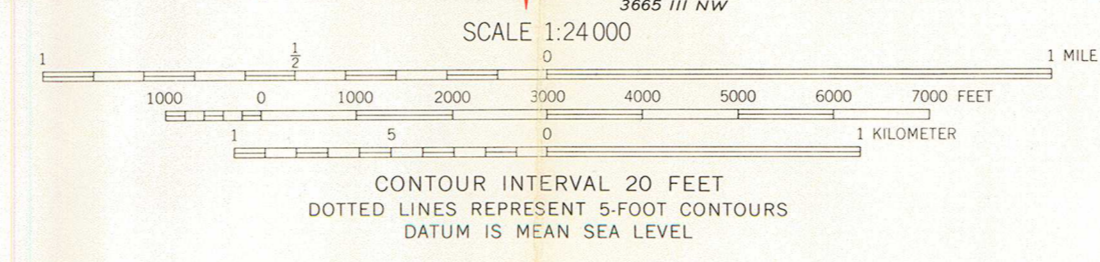 3665 III NW
SCALE 1:24 000
1 1/2 0 1 MILE
1000 0 1000 2000 3000 4000 5000 6000 7000 FEET
1 5 0 1 KILOMETER
CONTOUR INTERVAL 20 FEET
DOTTED LINES REPRESENT 5-FOOT CONTOURS
DATUM IS MEAN SEA LEVEL